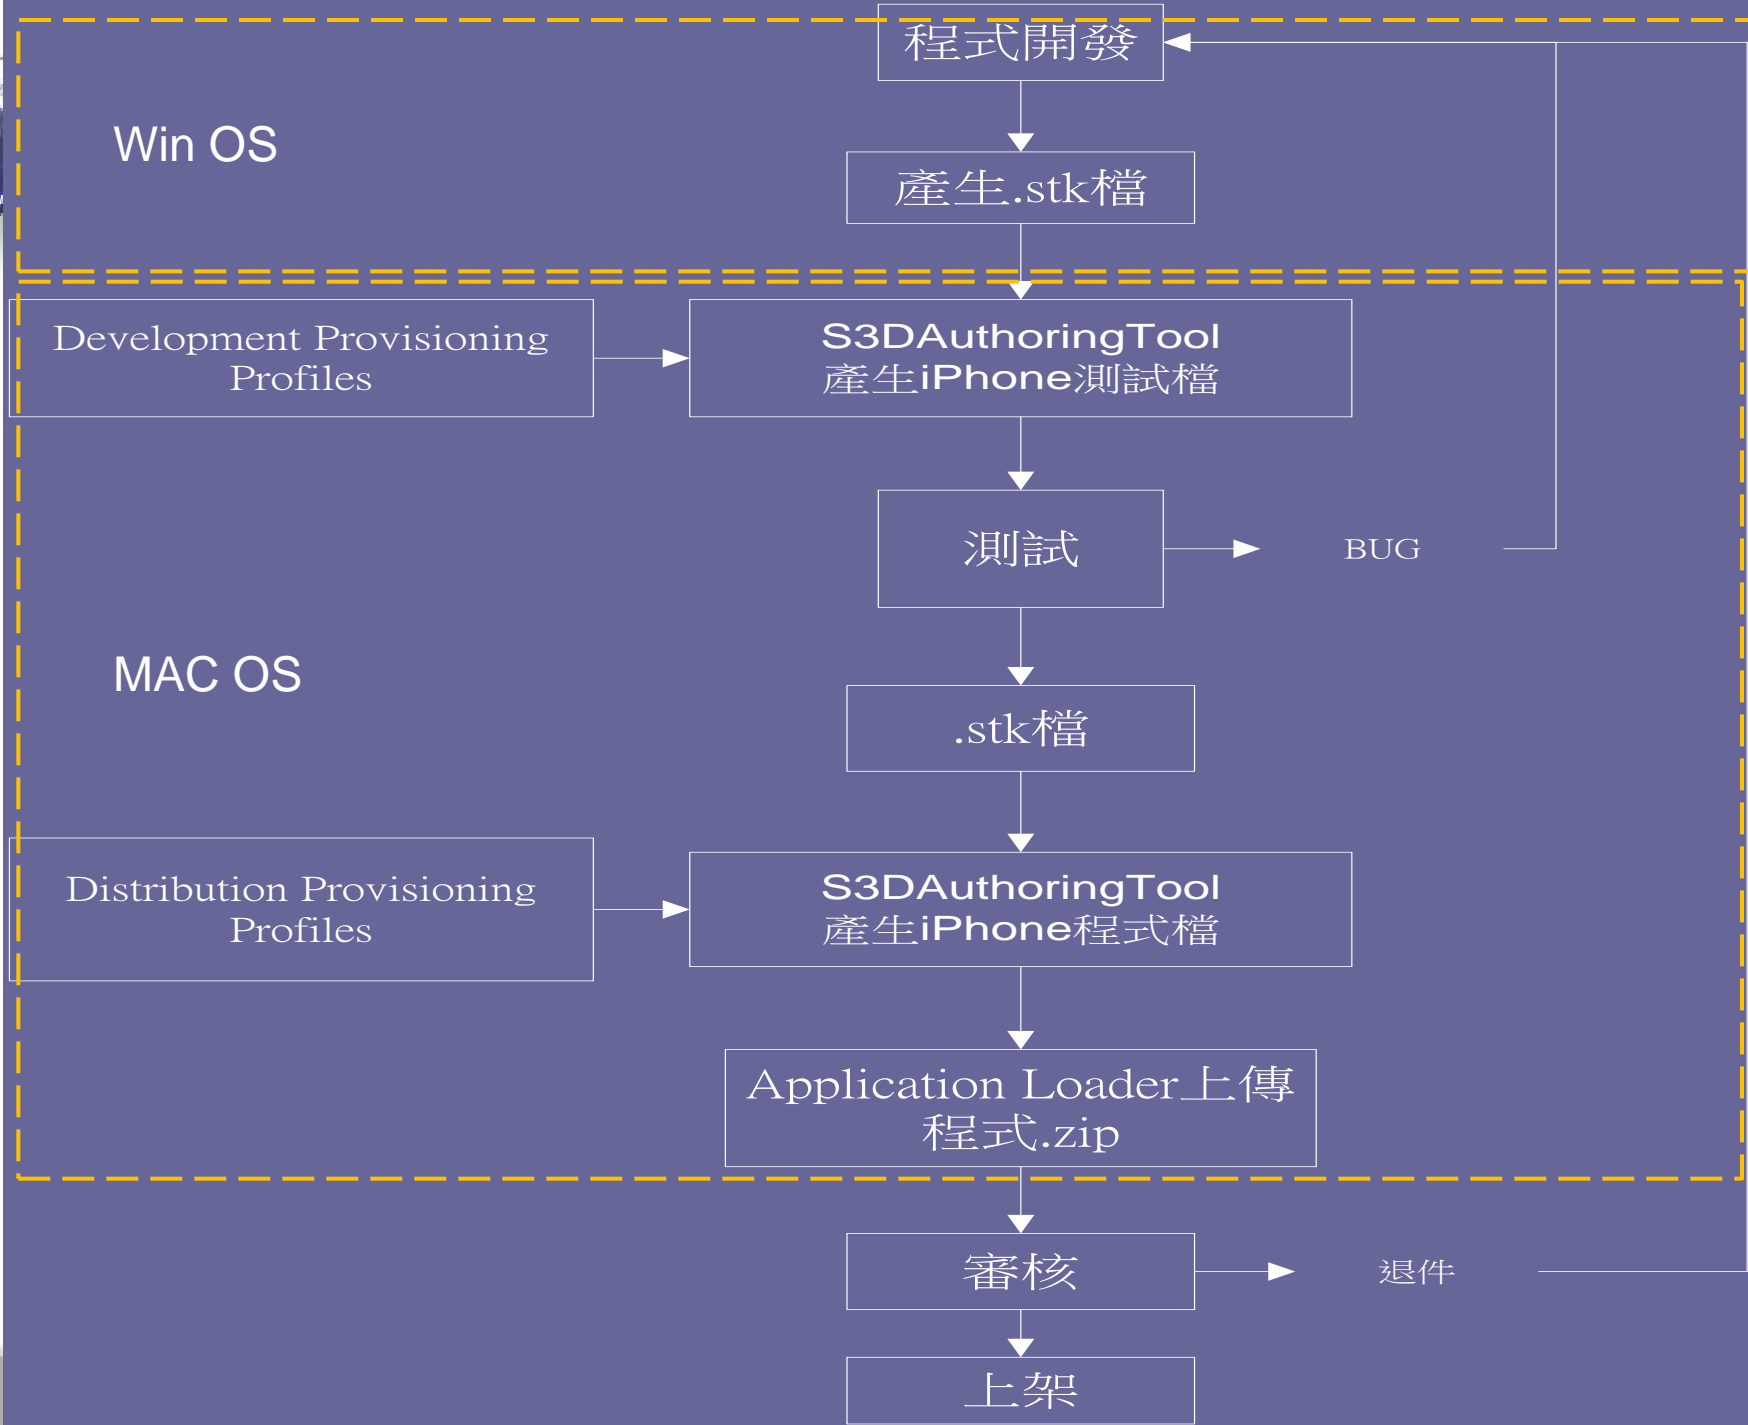 程式開發
Win OS
產生.stk檔
Development Provisioning
Profiles
S3DAuthoringTool
產生iPhone測試檔
測試
BUG
MAC OS
.stk檔
Distribution Provisioning
Profiles
S3DAuthoringTool
產生iPhone程式檔
Application Loader上傳
程式.zip
審核
退件
上架